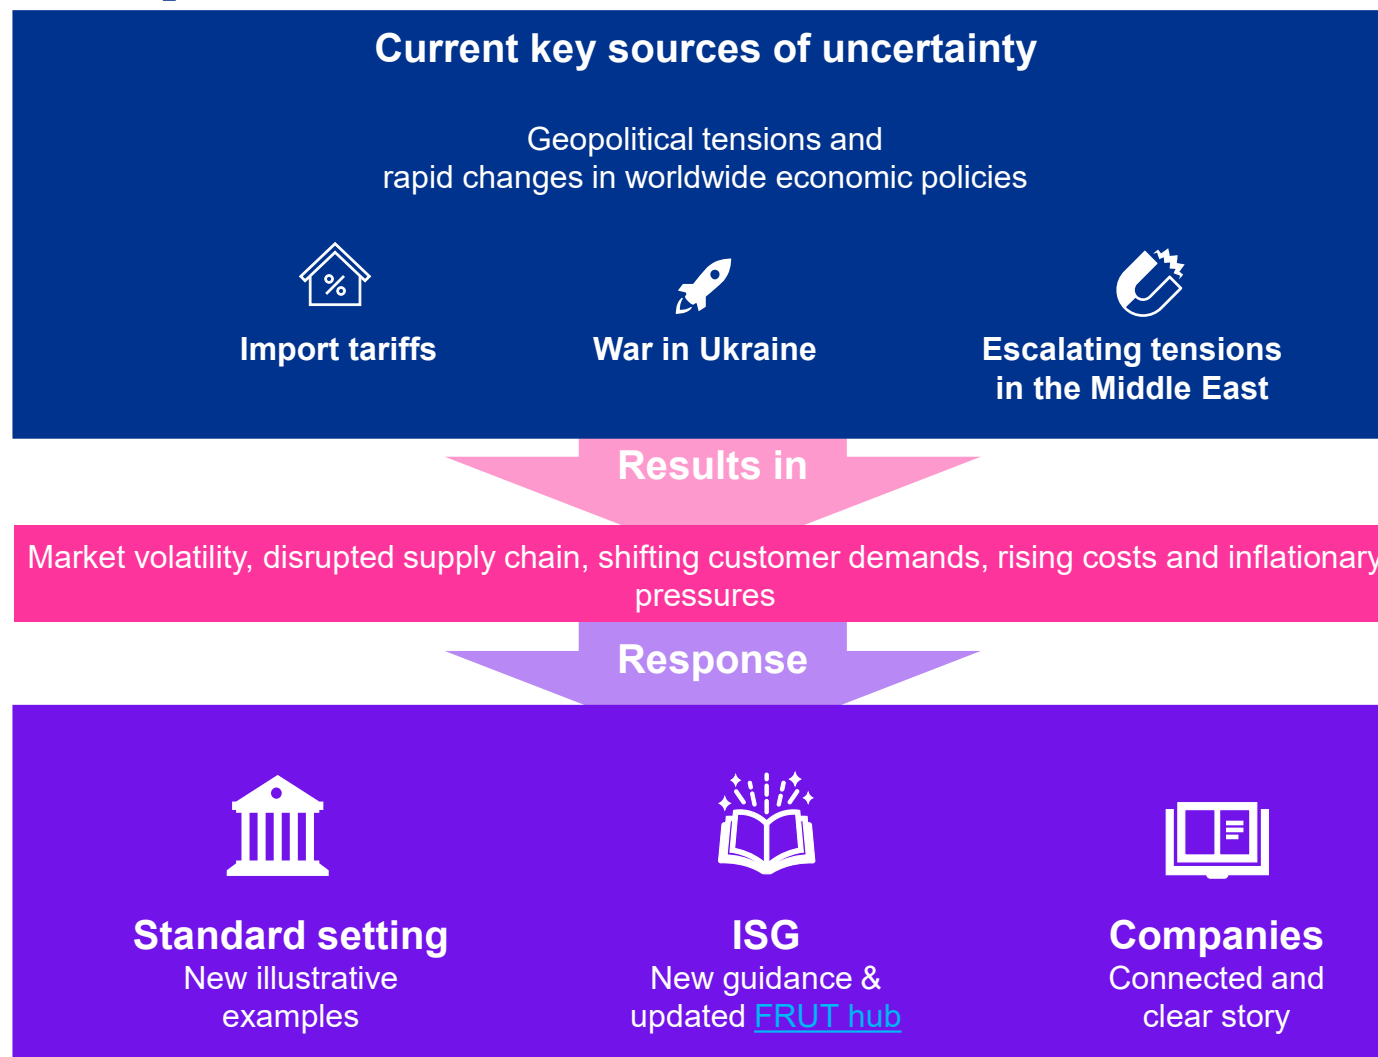 Current key sources of uncertainty
Geopolitical tensions and
rapid changes in worldwide economic policies
%
Import tariffs
War in Ukraine
Escalating tensions
in the Middle East
Results in
Market volatility, disrupted supply chain, shifting customer demands, rising costs and inflationary
pressures
Response
Standard setting
New illustrative
examples
ISG
New guidance &
updated FRUT hub
Companies
Connected and
clear story